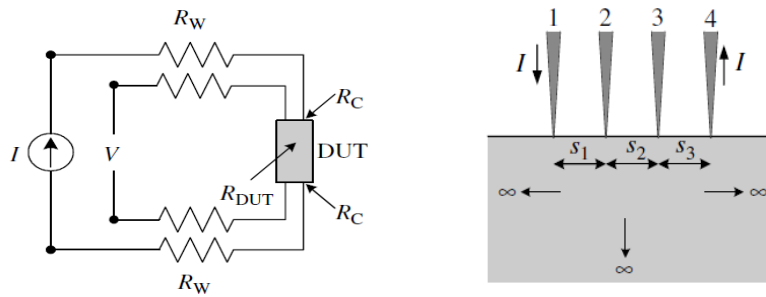 R_W
R_C
I
V
DUT
R_DUT
R_C
R_W
1 2 3 4
I I
s_1 s_2 s_3
∞ ∞
∞